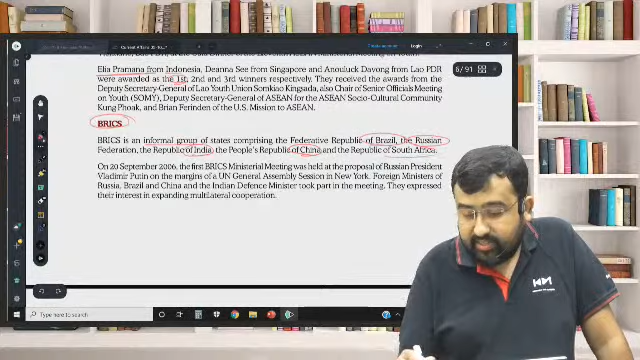 Current Affairs 30-10...
Login
Elia Pramana from Indonesia, Deanna See from Singapore and Anouluck Davong from Lao PDR
were awarded as the 1st, 2nd and 3rd winners respectively. They received the awards from the
Deputy Secretary-General of Lao Youth Union Somkiao Kingsada, also Chair of Senior Officials Meeting
on Youth (SOMY), Deputy Secretary-General of ASEAN for the ASEAN Socio-Cultural Community
Kung Phoak, and Brian Ferinden of the U.S. Mission to ASEAN.
6 / 91
BRICS
BRICS is an informal group of states comprising the Federative Republic of Brazil, the Russian
Federation, the Republic of India, the People's Republic of China and the Republic of South Africa.
On 20 September 2006, the first BRICS Ministerial Meeting was held at the proposal of Russian President
Vladimir Putin on the margins of a UN General Assembly Session in New York. Foreign Ministers of
Russia, Brazil and China and the Indian Defence Minister took part in the meeting. They expressed
their interest in expanding multilateral cooperation.
Type here to search